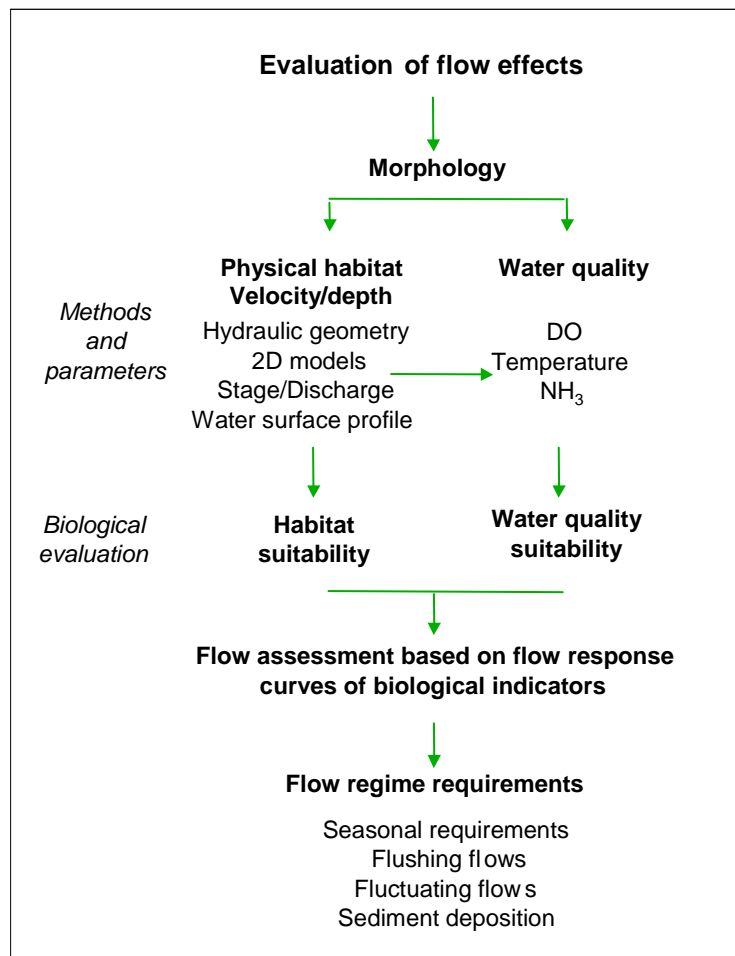 Evaluation of flow effects
Morphology
Physical habitat
Velocity/depth
Water quality
Methods
and
parameters
Hydraulic geometry
2D models
Stage/Discharge
Water surface profile
DO
Temperature
NH₃
Biological
evaluation
Habitat
suitability
Water quality
suitability
Flow assessment based on flow response
curves of biological indicators
Flow regime requirements
Seasonal requirements
Flushing flows
Fluctuating flows
Sediment deposition